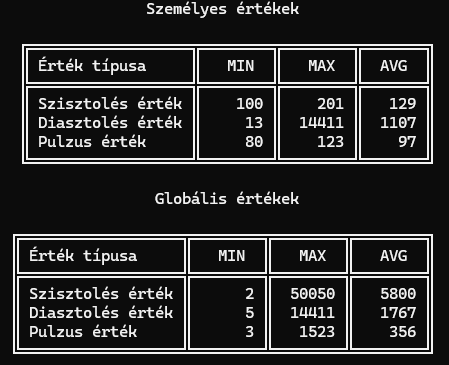 Személyes értékek
Érték típusa MIN MAX AVG
Szisztolés érték 100 201 129
Diasztolés érték 13 14411 1107
Pulzus érték 80 123 97
Globális értékek
Érték típusa MIN MAX AVG
Szisztolés érték 2 50050 5800
Diasztolés érték 5 14411 1767
Pulzus érték 3 1523 356